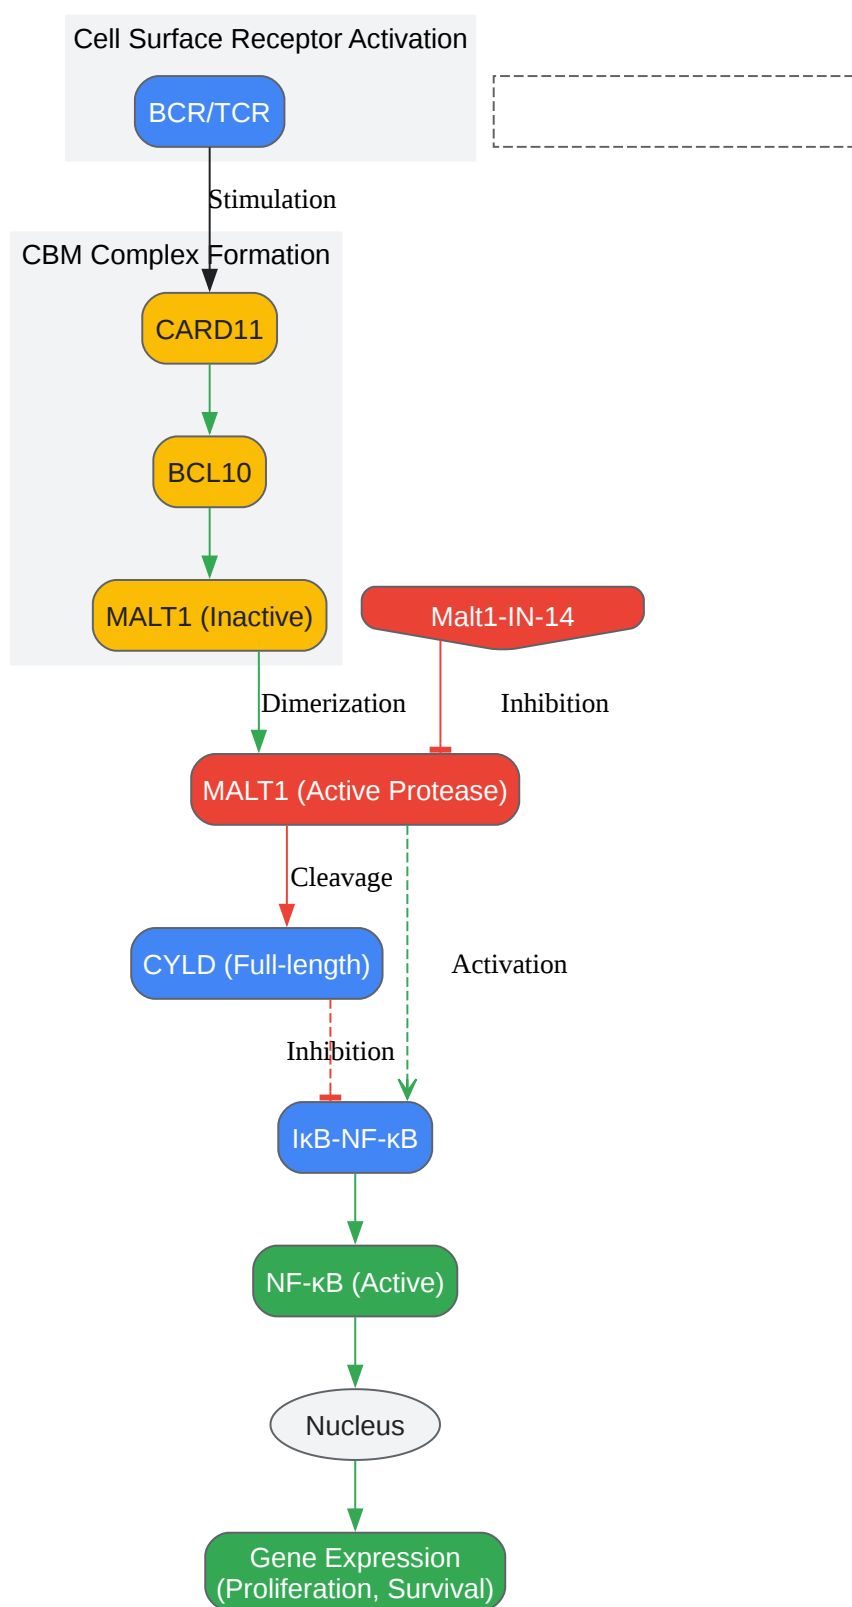 Cell Surface Receptor Activation
BCR/TCR
Stimulation
CBM Complex Formation
CARD11
BCL10
MALT1 (Inactive)
Malt1-IN-14
Dimerization
Inhibition
MALT1 (Active Protease)
Cleavage
CYLD (Full-length)
Activation
Inhibition
IκB-NF-κB
NF-κB (Active)
Nucleus
Gene Expression
(Proliferation, Survival)